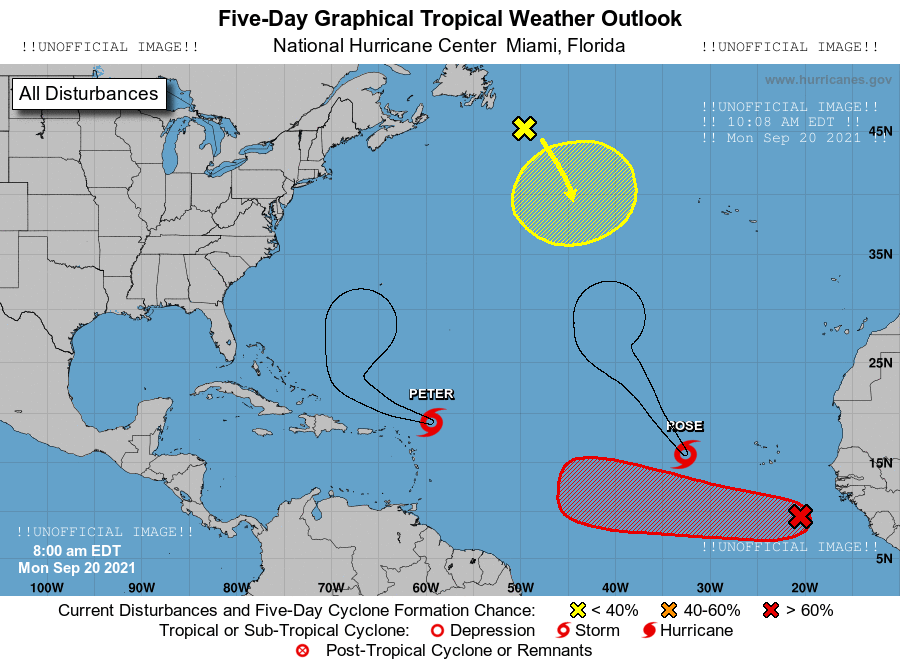 Five-Day Graphical Tropical Weather Outlook
!!UNOFFICIAL IMAGE!! National Hurricane Center Miami, Florida !!UNOFFICIAL IMAGE!!
www.hurricanes.gov
All Disturbances
!!UNOFFICIAL IMAGE!!
!! 10:08 AM EDT !!
!! Mon Sep 20 2021 !!
45N
35N
25N
PETER
ROSE
15N
!!UNOFFICIAL IMAGE!!
8:00 am EDT
Mon Sep 20 2021
!!UNOFFICIAL IMAGE!!
5N
100W 90W 80W 70W 60W 50W 40W 30W 20W
Current Disturbances and Five-Day Cyclone Formation Chance: < 40% 40-60% > 60%
Tropical or Sub-Tropical Cyclone: Depression Storm Hurricane
Post-Tropical Cyclone or Remnants